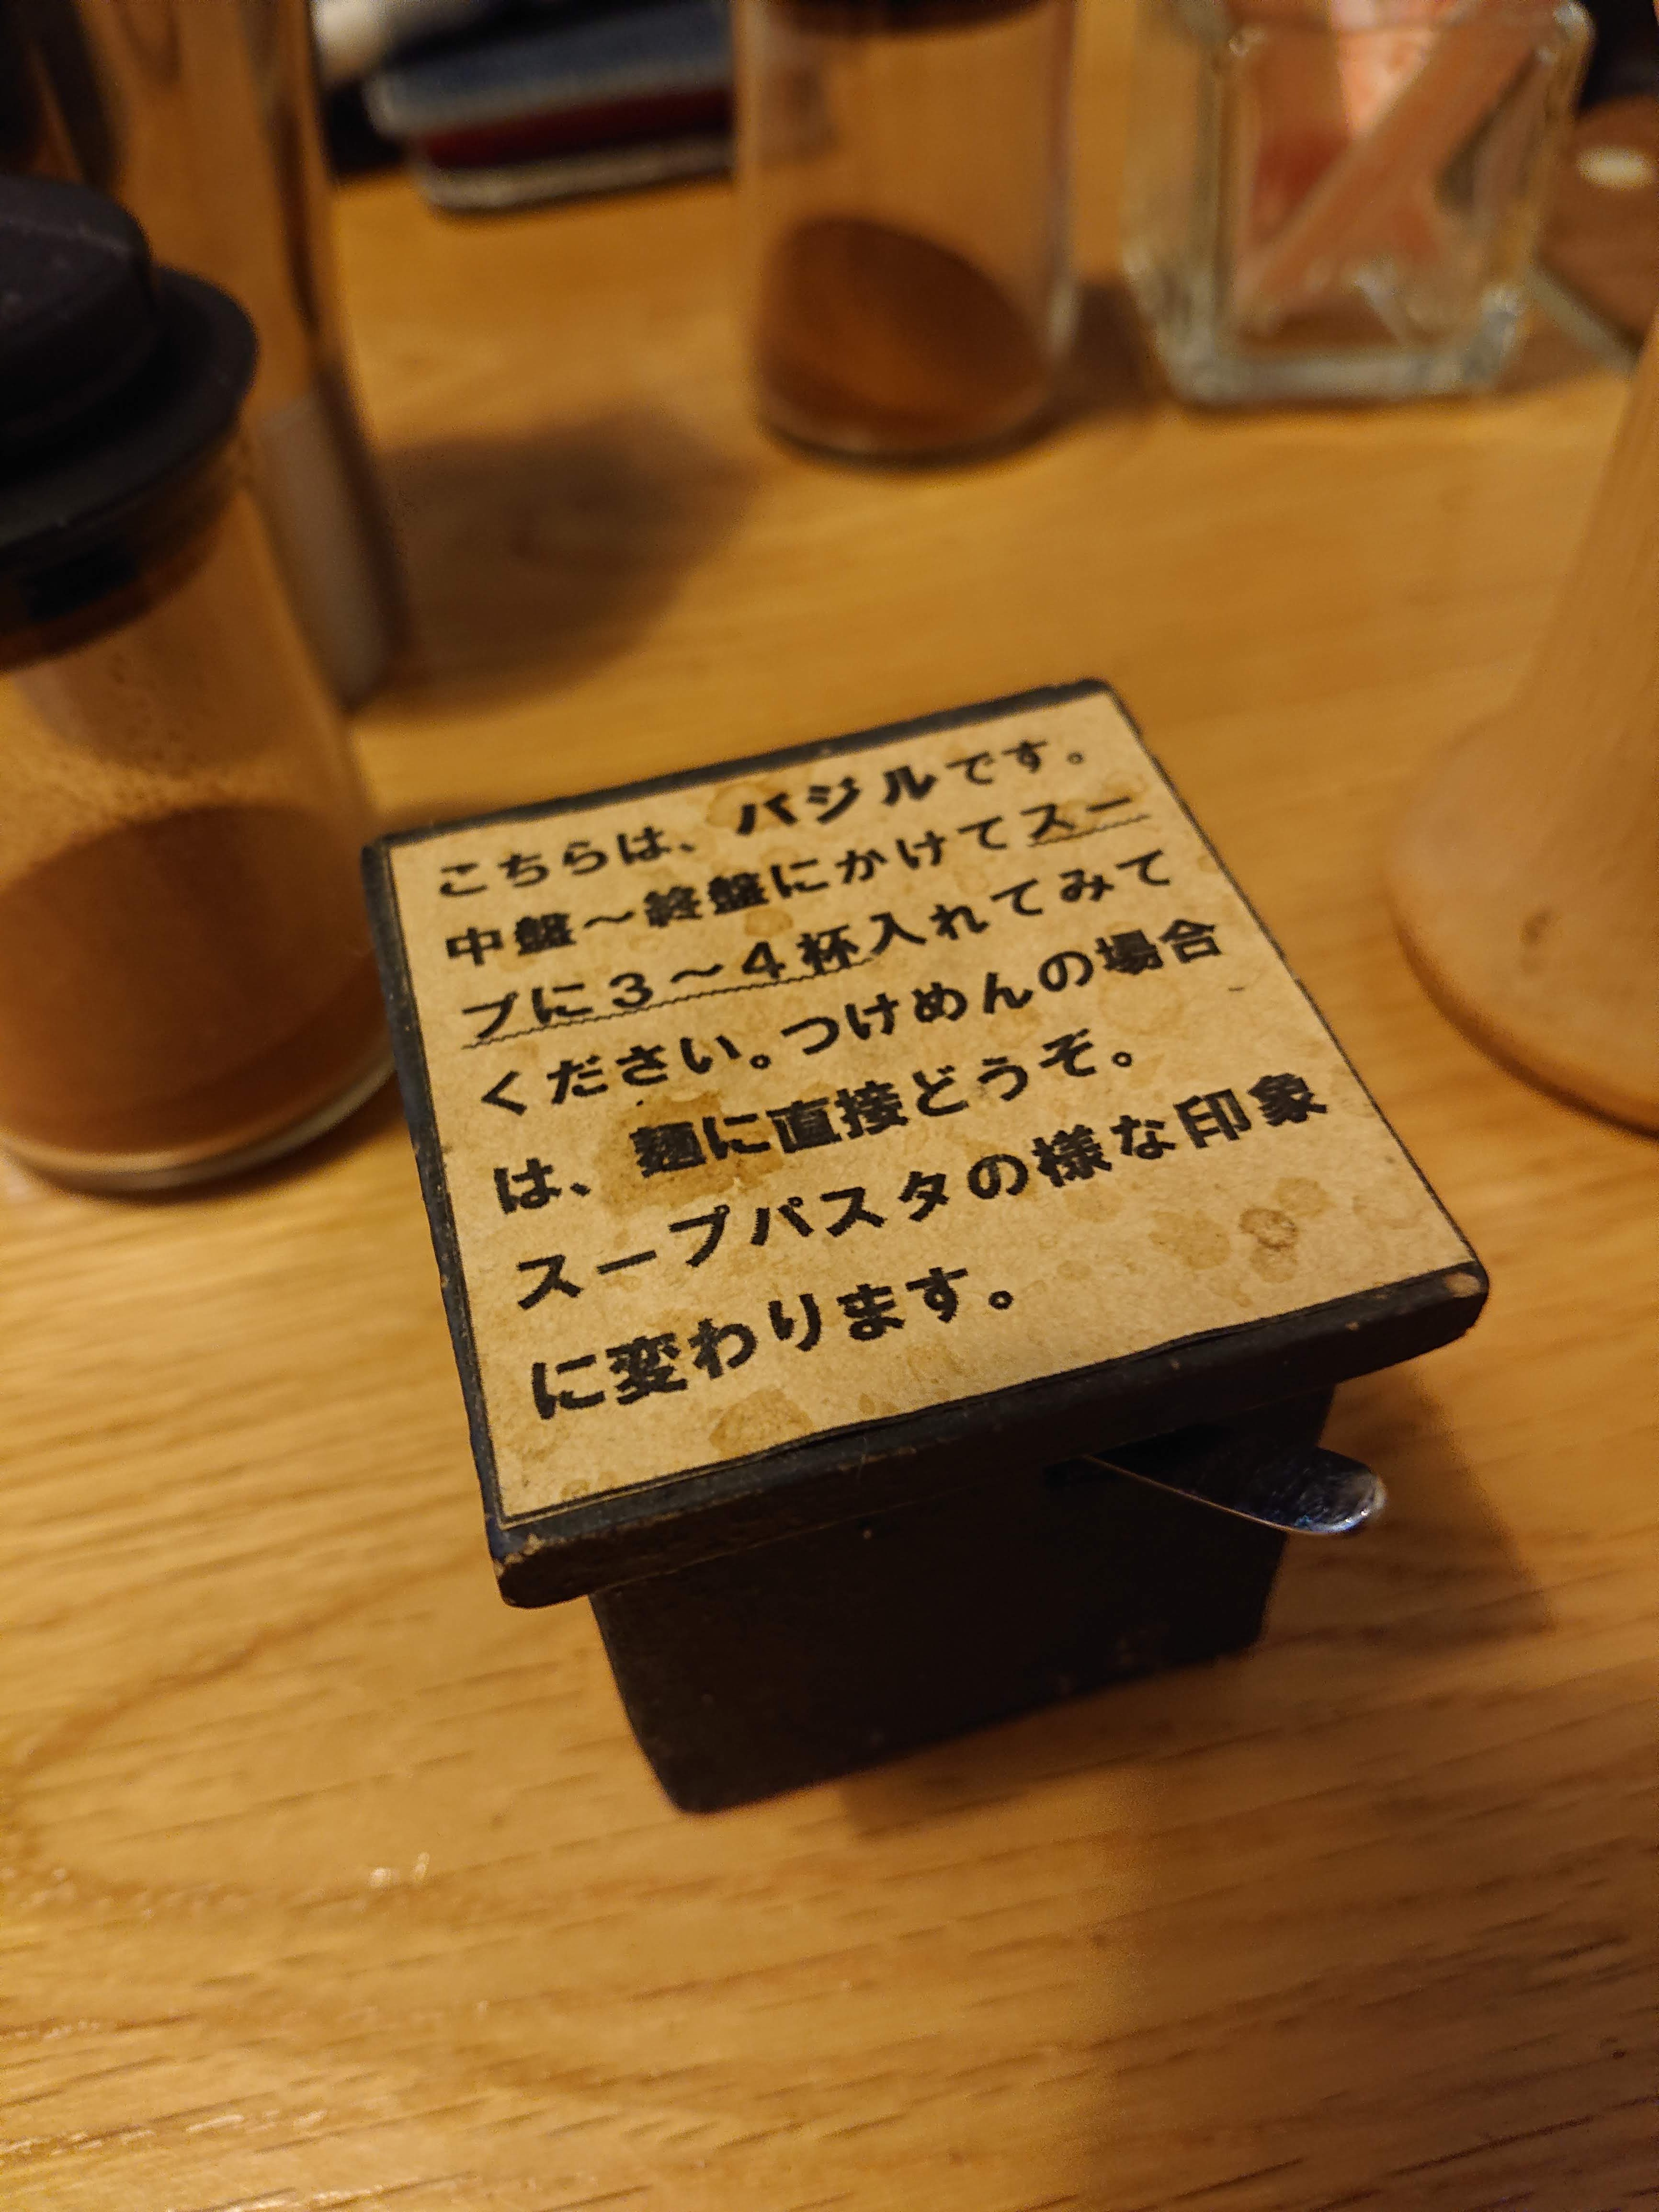 こちらは、バジルです。
中盤～終盤にかけてスー
プに３～４杯入れてみて
ください。つけめんの場合
は、麺に直接どうぞ。
スープパスタの様な印象
に変わります。